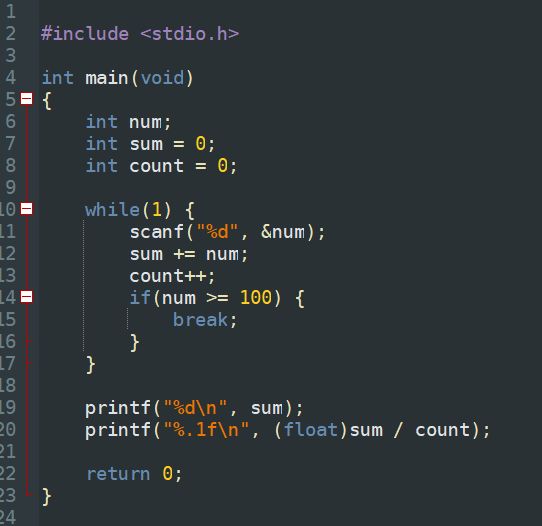 1
2 #include <stdio.h>
3
4 int main(void)
5 {
6     int num;
7     int sum = 0;
8     int count = 0;
9
10     while(1) {
11         scanf("%d", &num);
12         sum += num;
13         count++;
14         if(num >= 100) {
15             break;
16         }
17     }
18
19     printf("%d\n", sum);
20     printf("%.1f\n", (float)sum / count);
21
22     return 0;
23 }
24